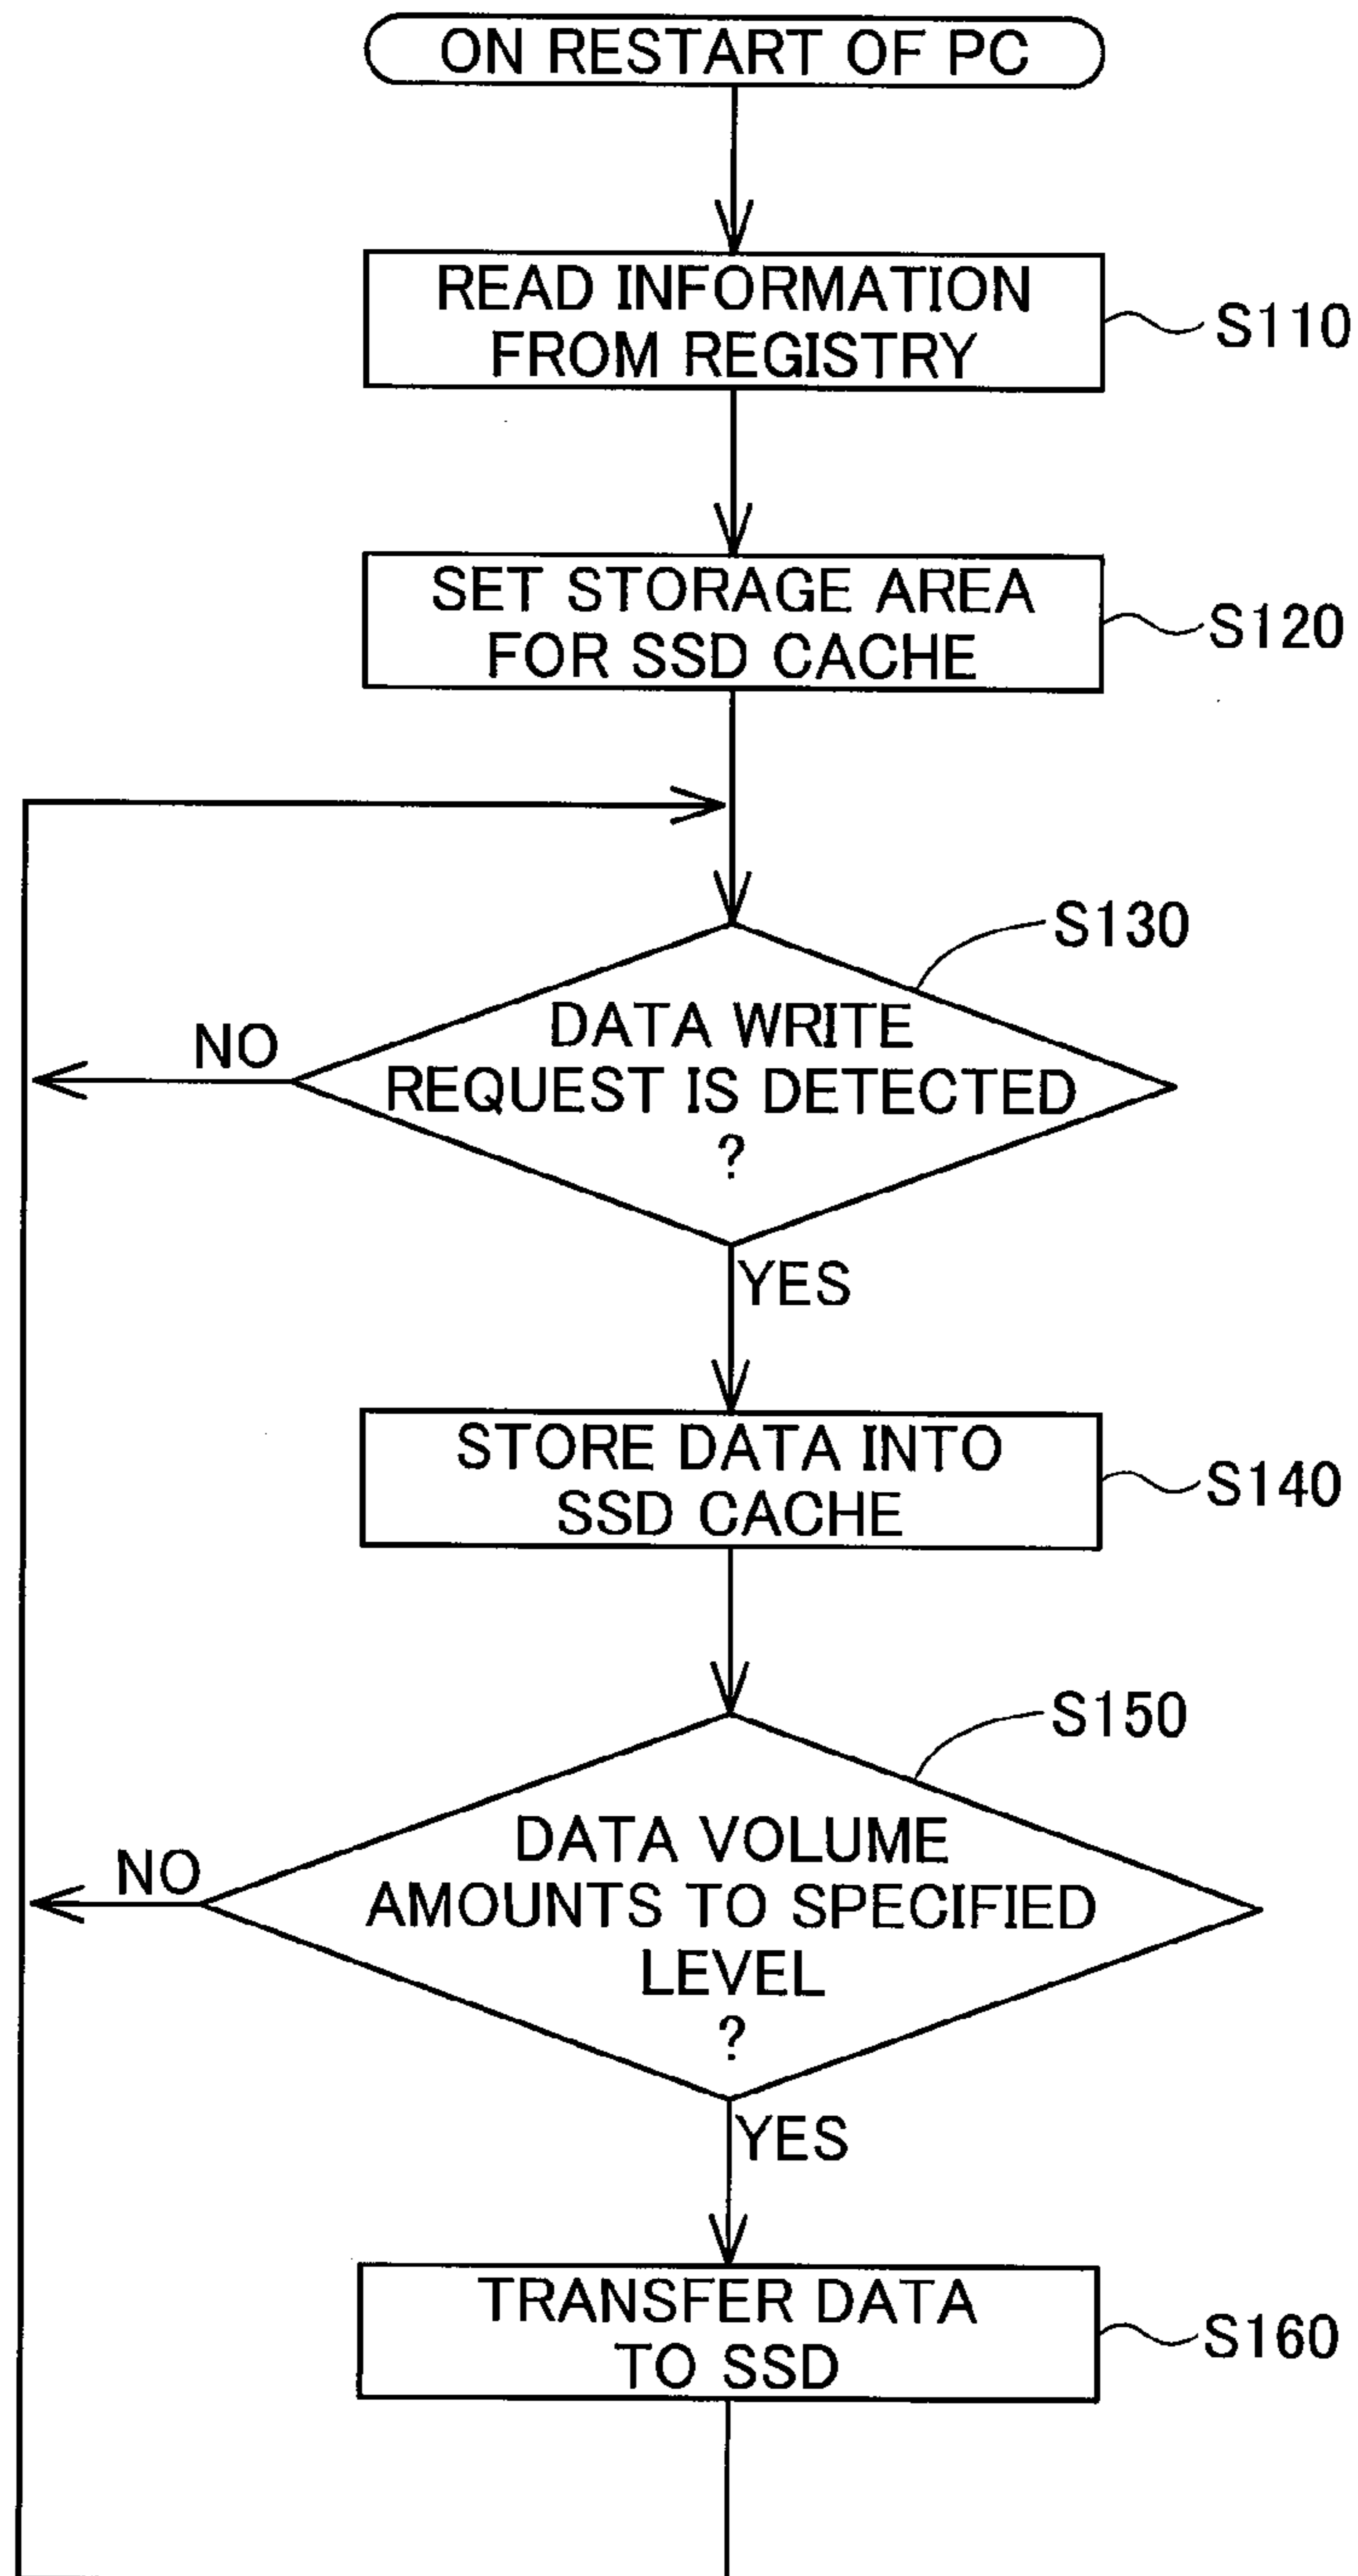 ON RESTART OF PC
READ INFORMATION
FROM REGISTRY
S110
SET STORAGE AREA
FOR SSD CACHE
S120
S130
DATA WRITE
REQUEST IS DETECTED
?
NO
YES
STORE DATA INTO
SSD CACHE
S140
S150
DATA VOLUME
AMOUNTS TO SPECIFIED
LEVEL
?
NO
YES
TRANSFER DATA
TO SSD
S160